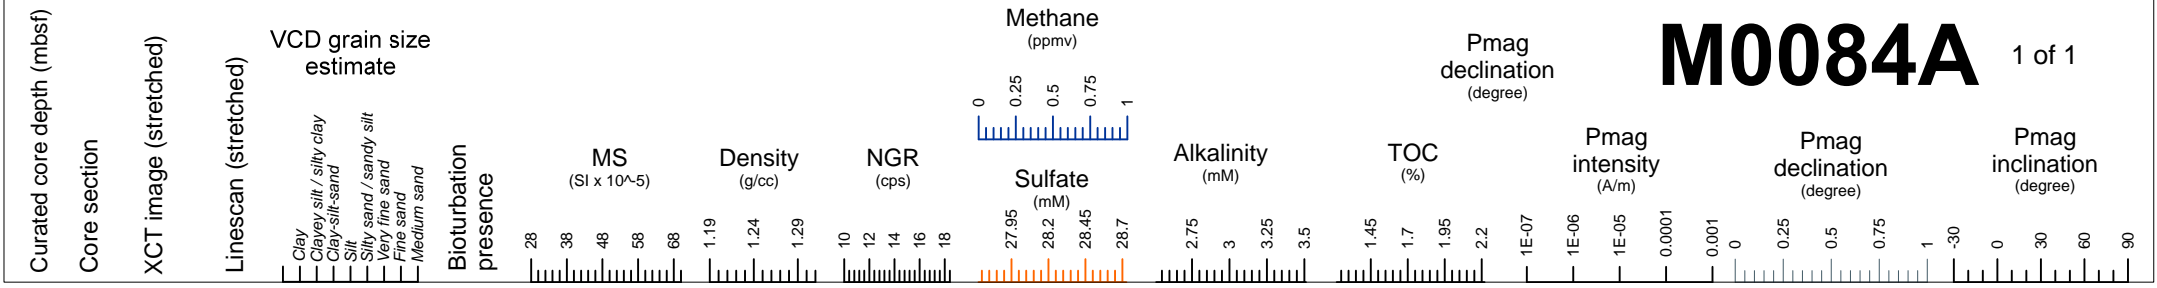 Curated core depth (mbsf)
Core section
XCT image (stretched)
Linescan (stretched)
VCD grain size
estimate
Clay
Clayey silt / silty clay
Clay-silt-sand
Silt
Silty sand / sandy silt
Very fine sand
Fine sand
Medium sand
Bioturbation
presence
MS
(SI x 10^-5)
28 38 48 58 68
Density
(g/cc)
1.19 1.24 1.29
NGR
(cps)
10 12 14 16 18
Methane
(ppmv)
0 0.25 0.5 0.75 1
Sulfate
(mM)
27.95 28.2 28.45 28.7
Alkalinity
(mM)
2.75 3 3.25 3.5
TOC
(%)
1.45 1.7 1.95 2.2
Pmag
declination
(degree)
Pmag
intensity
(A/m)
1E-07 1E-06 1E-05 0.0001 0.001
M0084A 1 of 1
Pmag
declination
(degree)
0 0.25 0.5 0.75 1
Pmag
inclination
(degree)
-30 0 30 60 90